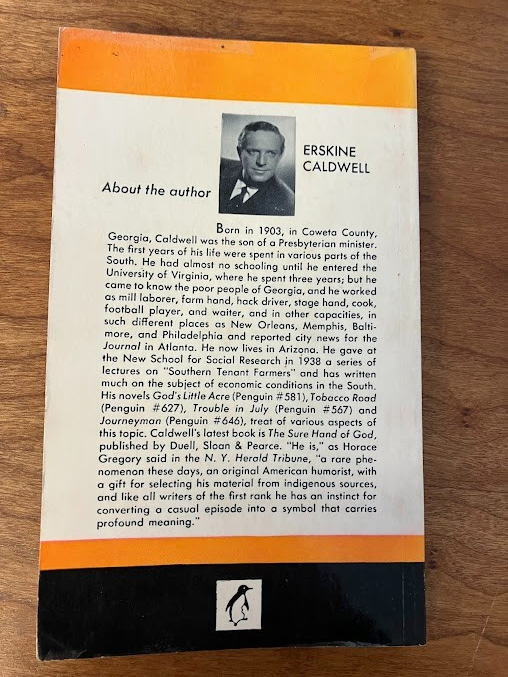 ERSKINE
CALDWELL
About the author
Born in 1903, in Coweta County,
Georgia, Caldwell was the son of a Presbyterian minister.
The first years of his life were spent in various parts of the
South. He had almost no schooling until he entered the
University of Virginia, where he spent three years; but he
came to know the poor people of Georgia, and he worked
as mill laborer, farm hand, hack driver, stage hand, cook,
football player, and waiter, and in other capacities, in
such different places as New Orleans, Memphis, Balti-
more, and Philadelphia and reported city news for the
Journal in Atlanta. He now lives in Arizona. He gave at
the New School for Social Research in 1938 a series of
lectures on "Southern Tenant Farmers" and has written
much on the subject of economic conditions in the South.
His novels God's Little Acre (Penguin #581), Tobacco Road
(Penguin #627), Trouble in July (Penguin #567) and
Journeyman (Penguin #646), treat of various aspects of
this topic. Caldwell's latest book is The Sure Hand of God,
published by Duell, Sloan & Pearce. "He is," as Horace
Gregory said in the N. Y. Herald Tribune, "a rare phe-
nomenon these days, an original American humorist, with
a gift for selecting his material from indigenous sources,
and like all writers of the first rank he has an instinct for
converting a casual episode into a symbol that carries
profound meaning."